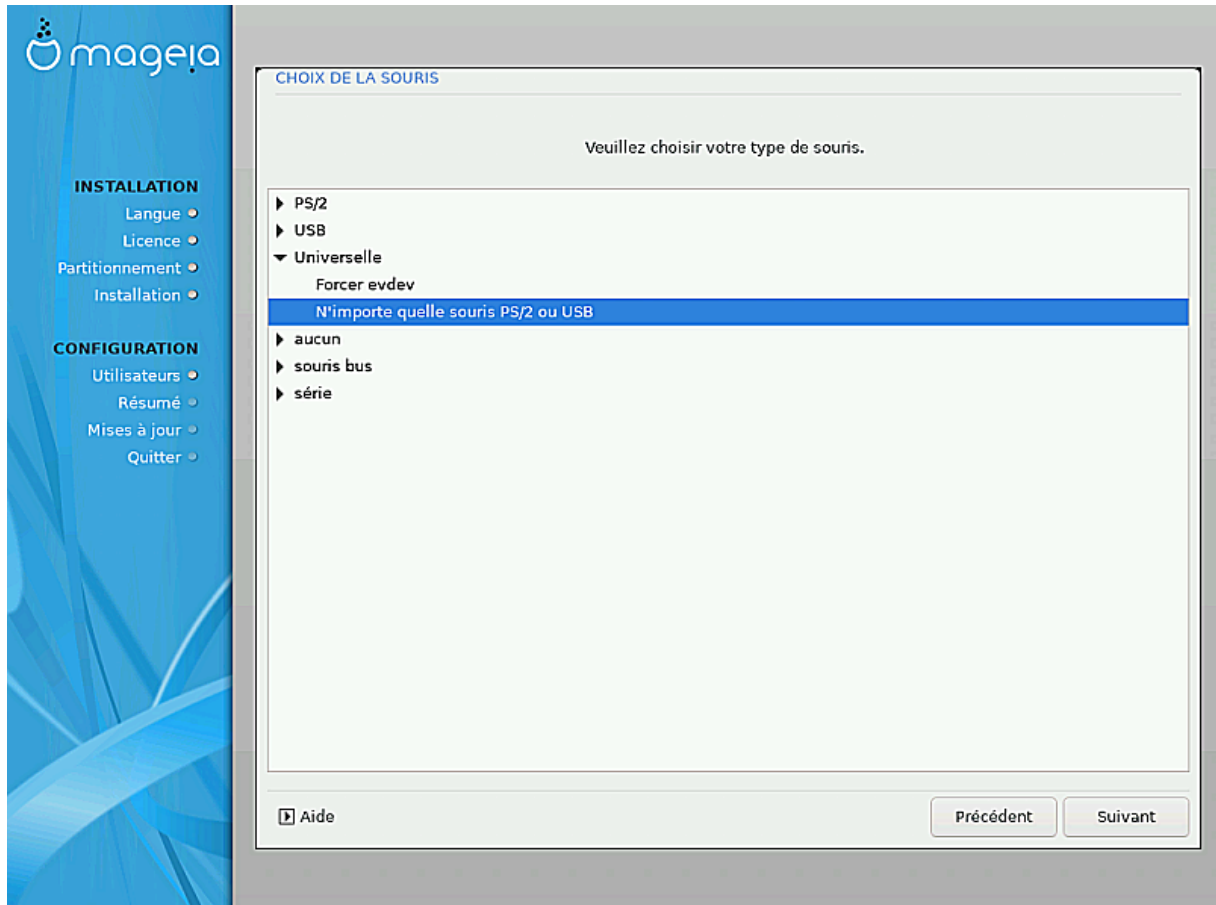 mageia
INSTALLATION
Langue
Licence
Partitionnement
Installation
CONFIGURATION
Utilisateurs
Résumé
Mises à jour
Quitter
CHOIX DE LA SOURIS
Veuillez choisir votre type de souris.
PS/2
USB
Universelle
Forcer evdev
N'importe quelle souris PS/2 ou USB
aucun
souris bus
série
Aide
Précédent
Suivant